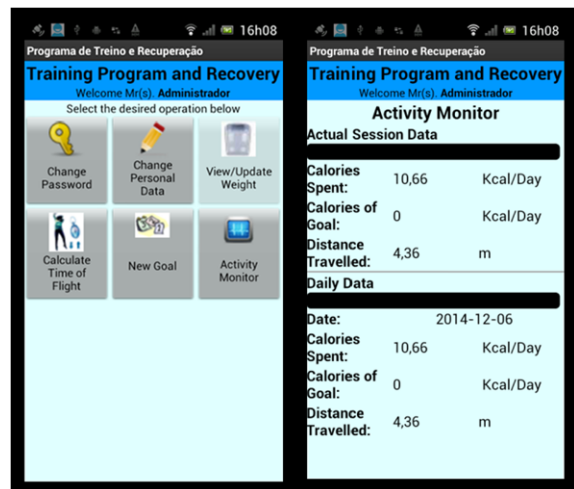 16h08
Programa de Treino e Recuperação
Training Program and Recovery
Welcome Mr(s). Administrador
Select the desired operation below
Change
Password
Change
Personal
Data
View/Update
Weight
Calculate
Time of
Flight
New Goal
Activity
Monitor
16h08
Programa de Treino e Recuperação
Training Program and Recovery
Welcome Mr(s). Administrador
Activity Monitor
Actual Session Data
Calories
Spent: 10,66 Kcal/Day
Calories of
Goal: 0 Kcal/Day
Distance
Travelled: 4,36 m
Daily Data
Date: 2014-12-06
Calories
Spent: 10,66 Kcal/Day
Calories of
Goal: 0 Kcal/Day
Distance
Travelled: 4,36 m